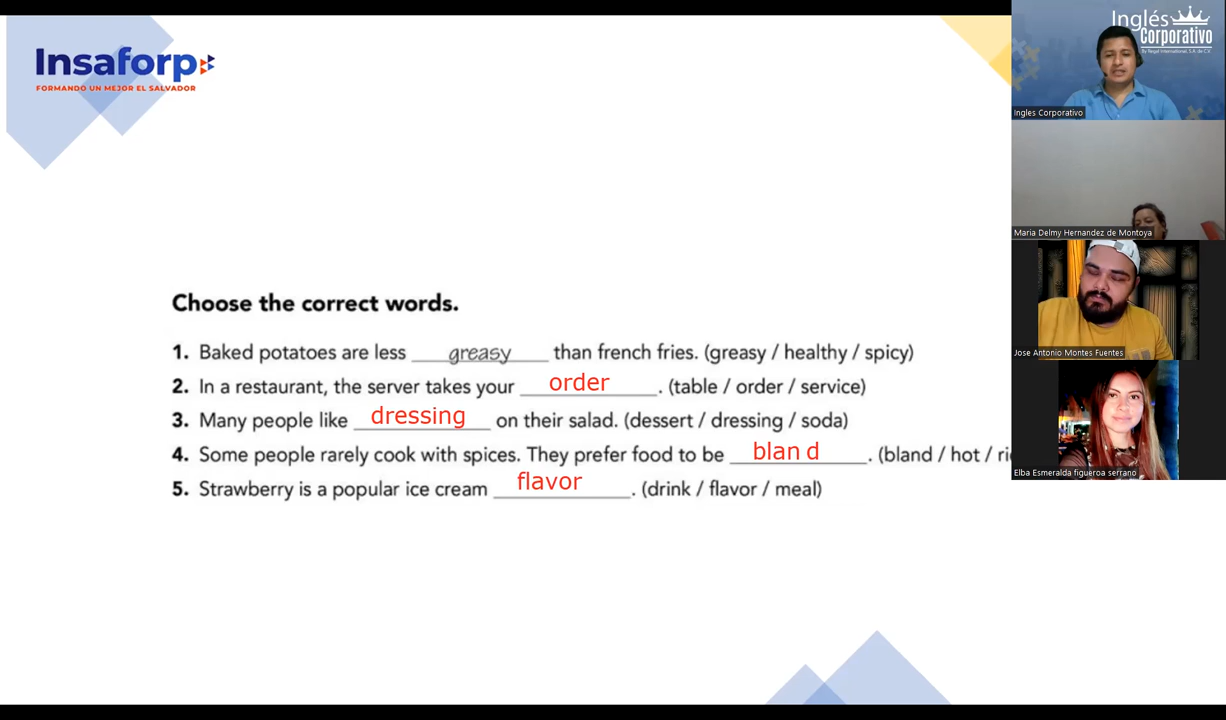 Insaforp
FORMANDO UN MEJOR EL SALVADOR
Choose the correct words.
1. Baked potatoes are less greasy than french fries. (greasy / healthy / spicy)
2. In a restaurant, the server takes your order. (table / order / service)
3. Many people like dressing on their salad. (dessert / dressing / soda)
4. Some people rarely cook with spices. They prefer food to be blan d. (bland / hot /
5. Strawberry is a popular ice cream flavor. (drink / flavor / meal)
Inglés
Corporativo
By Regal International, S.A. de C.V.
Ingles Corporativo
Maria Delmy Hernandez de Montoya
Jose Antonio Montes Fuentes
Elba Esmeralda figueroa serrano